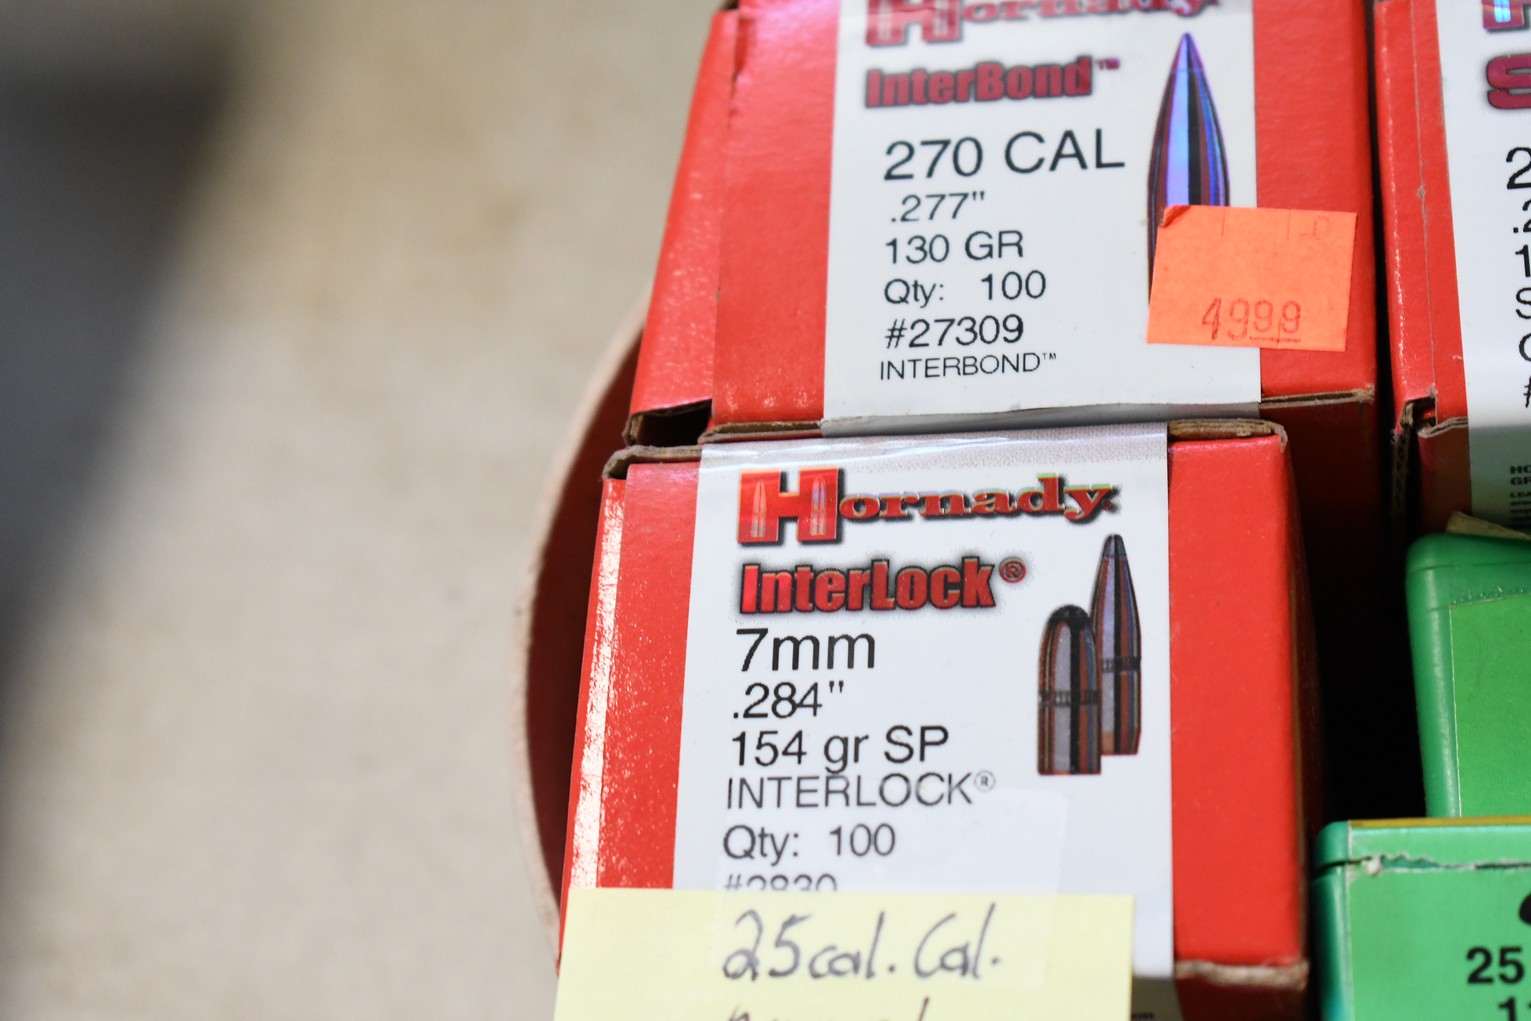 Hornady
InterBond™
270 CAL
.277"
130 GR
Qty: 100
#27309
INTERBOND™
4999
Hornady
InterLock®
7mm
.284"
154 gr SP
INTERLOCK®
Qty: 100
#2830
25cal. Cal.
25